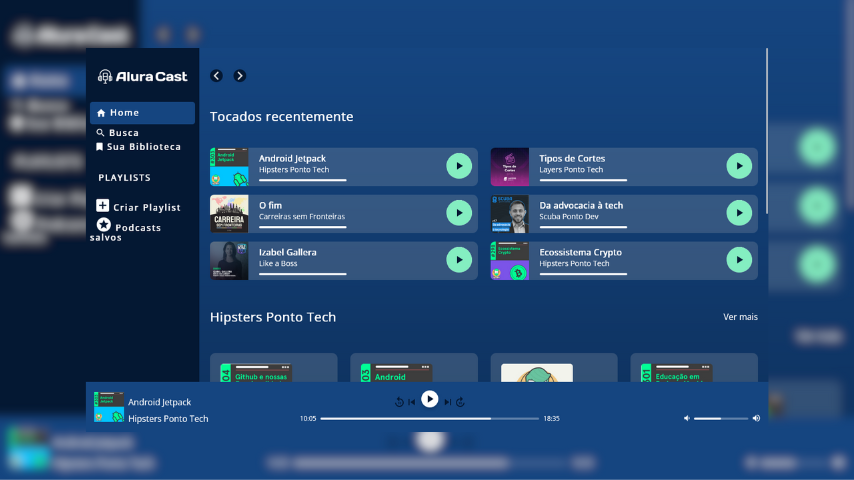 Alura Cast
Home
Busca
Sua Biblioteca
PLAYLISTS
Criar Playlist
Podcasts
salvos
Tocados recentemente
Android Jetpack
Hipsters Ponto Tech
Tipos de Cortes
Layers Ponto Tech
O fim
Carreiras sem Fronteiras
Da advocacia à tech
Scuba Ponto Dev
Izabel Gallera
Like a Boss
Ecossistema Crypto
Hipsters Ponto Tech
Hipsters Ponto Tech
Ver mais
Github e nossas
Android
Educação em
Android Jetpack
Hipsters Ponto Tech
10:05
18:35